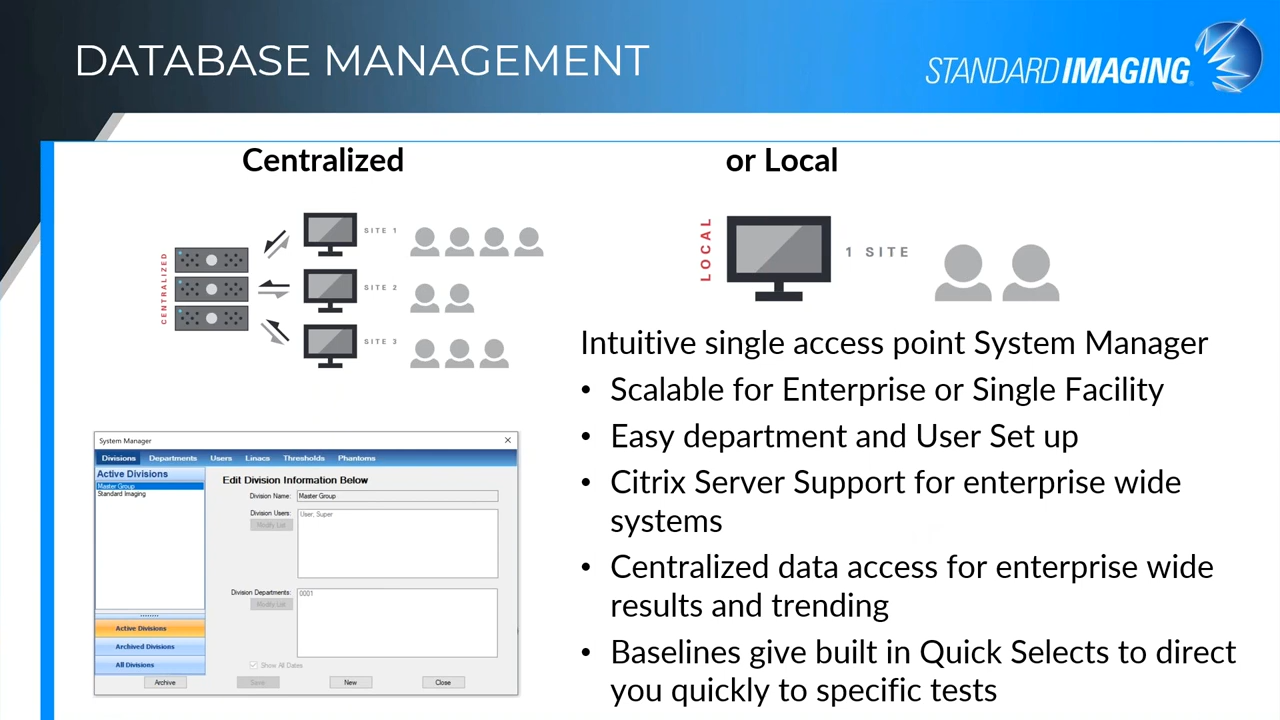 DATABASE MANAGEMENT
STANDARD IMAGING
Centralized
or Local
CENTRALIZED
SITE 1
SITE 2
SITE 3
LOCAL
1 SITE
Intuitive single access point System Manager
• Scalable for Enterprise or Single Facility
• Easy department and User Set up
• Citrix Server Support for enterprise wide
systems
• Centralized data access for enterprise wide
results and trending
• Baselines give built in Quick Selects to direct
you quickly to specific tests
System Manager
Divisions Departments Users Linacs Thresholds Phantoms
Active Divisions
Master Group
Standard Imaging
Active Divisions
Archived Divisions
All Divisions
Edit Division Information Below
Division Name: Master Group
Division Users: User, Super
Modify List
Division Departments: 0001
Modify List
Show All Dates
Archive Save New Close